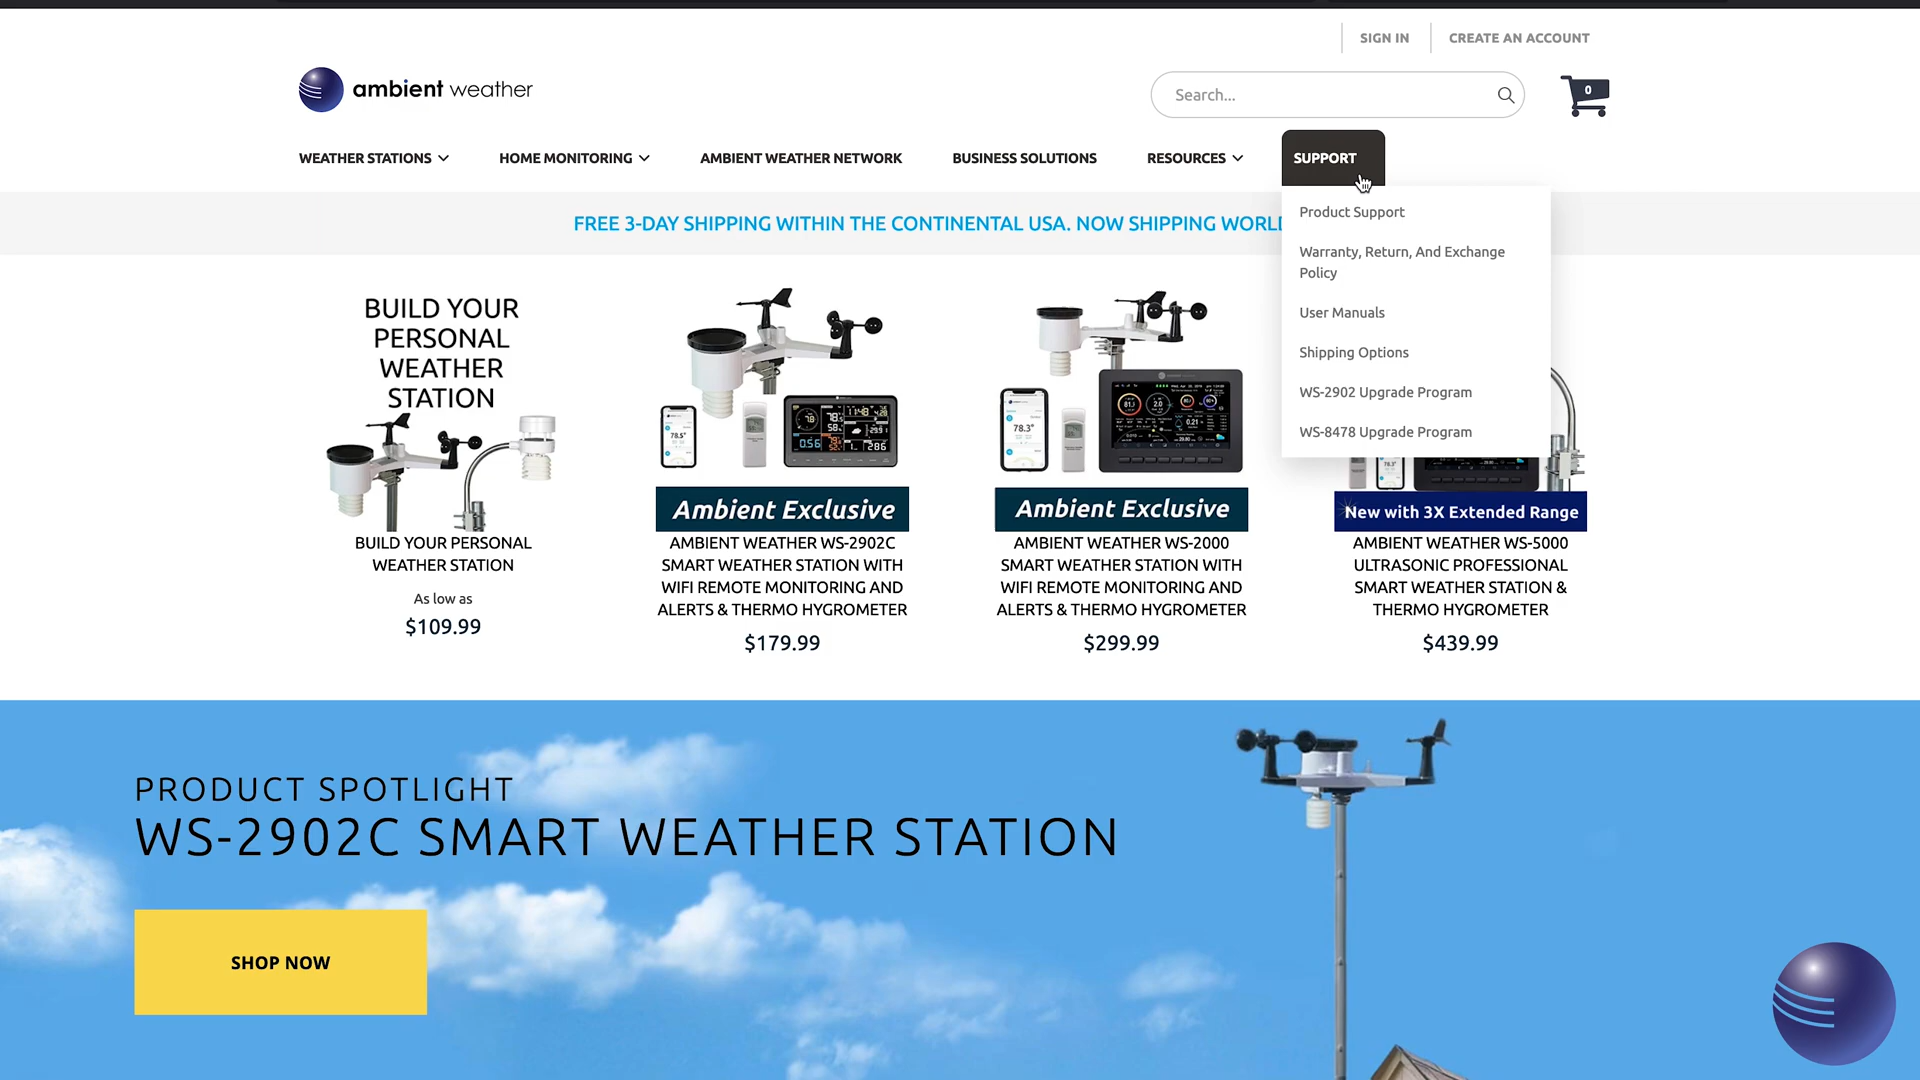 SIGN IN
CREATE AN ACCOUNT
ambient weather
Search...
0
WEATHER STATIONS
HOME MONITORING
AMBIENT WEATHER NETWORK
BUSINESS SOLUTIONS
RESOURCES
SUPPORT
FREE 3-DAY SHIPPING WITHIN THE CONTINENTAL USA. NOW SHIPPING
Product Support
Warranty, Return, And Exchange
Policy
User Manuals
Shipping Options
WS-2902 Upgrade Program
WS-8478 Upgrade Program
BUILD YOUR
PERSONAL
WEATHER
STATION
Ambient Exclusive
Ambient Exclusive
New with 3X Extended Range
BUILD YOUR PERSONAL
WEATHER STATION
As low as
$109.99
AMBIENT WEATHER WS-2902C
SMART WEATHER STATION WITH
WIFI REMOTE MONITORING AND
ALERTS & THERMO HYGROMETER
$179.99
AMBIENT WEATHER WS-2000
SMART WEATHER STATION WITH
WIFI REMOTE MONITORING AND
ALERTS & THERMO HYGROMETER
$299.99
AMBIENT WEATHER WS-5000
ULTRASONIC PROFESSIONAL
SMART WEATHER STATION &
THERMO HYGROMETER
$439.99
PRODUCT SPOTLIGHT
WS-2902C SMART WEATHER STATION
SHOP NOW